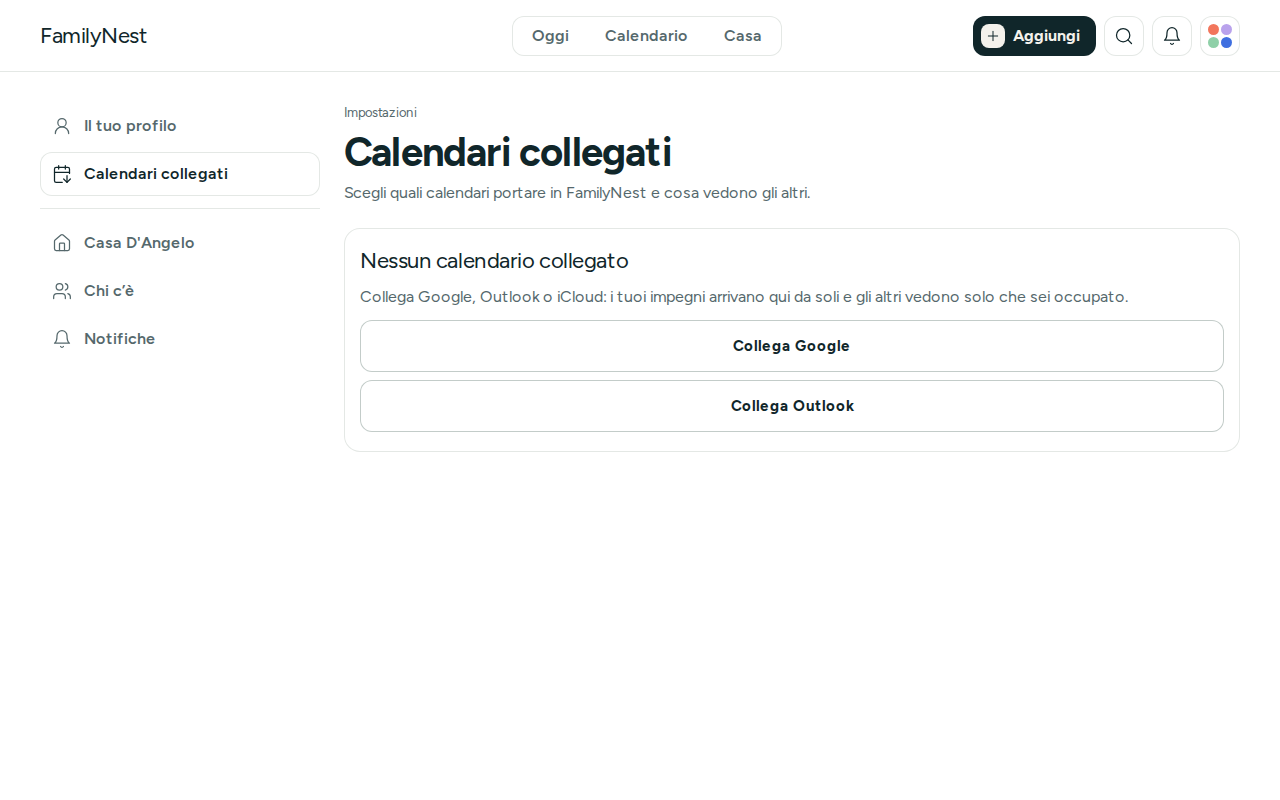 FamilyNest
Oggi
Calendario
Casa
Aggiungi
Il tuo profilo
Calendari collegati
Casa D'Angelo
Chi c’è
Notifiche
Impostazioni
Calendari collegati
Scegli quali calendari portare in FamilyNest e cosa vedono gli altri.
Nessun calendario collegato
Collega Google, Outlook o iCloud: i tuoi impegni arrivano qui da soli e gli altri vedono solo che sei occupato.
Collega Google
Collega Outlook